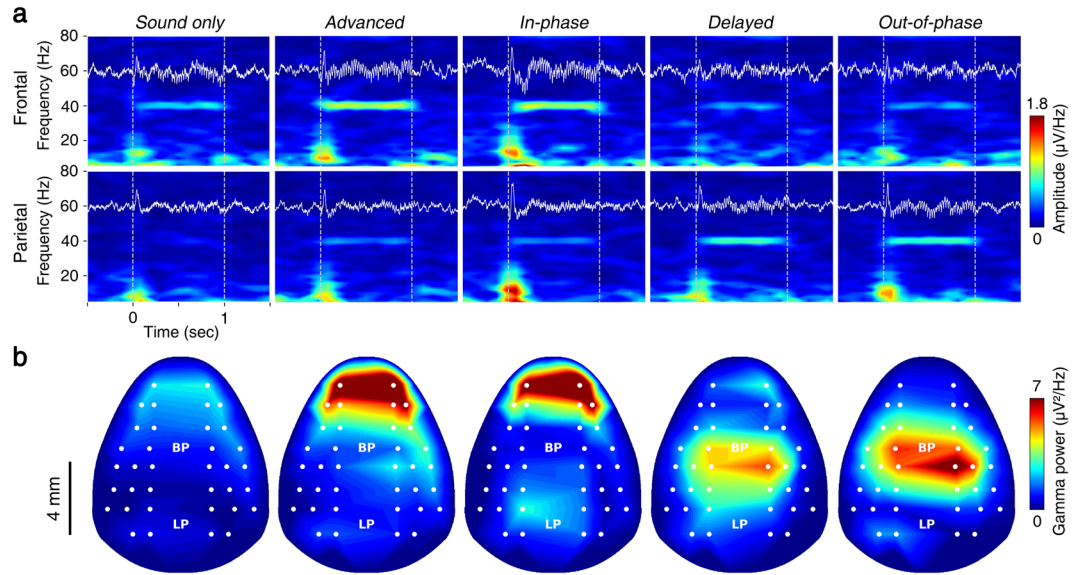 a
Sound only Advanced In-phase Delayed Out-of-phase
Frontal
Frequency (Hz)
80
60
40
20
80
Parietal
Frequency (Hz)
60
40
20
0 1
Time (sec)
1.8
Amplitude (μV/Hz)
0
b
BP BP BP BP BP
LP LP LP LP LP
4 mm
7
Gamma power (μV²/Hz)
0